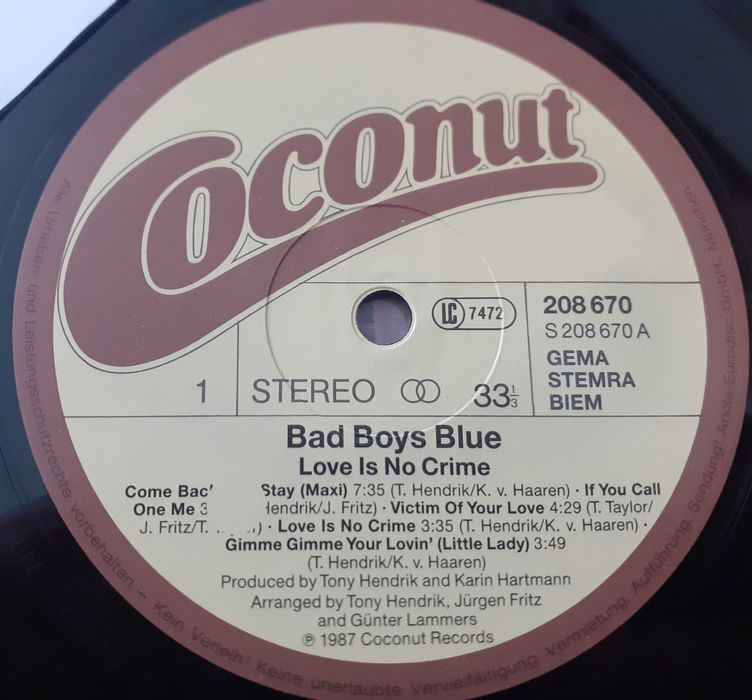 Coconut
LC 7472
208 670
S 208 670 A
GEMA
STEMRA
BIEM
1 STEREO 33⅓
Bad Boys Blue
Love Is No Crime
Come Bac' Stay (Maxi) 7:35 (T. Hendrik/K. v. Haaren) · If You Call
One Me 3 Hendrik/J. Fritz) · Victim Of Your Love 4:29 (T. Taylor/
J. Fritz/T. ) · Love Is No Crime 3:35 (T. Hendrik/K. v. Haaren) ·
Gimme Gimme Your Lovin' (Little Lady) 3:49
(T. Hendrik/K. v. Haaren)
Produced by Tony Hendrik and Karin Hartmann
Arranged by Tony Hendrik, Jürgen Fritz
and Günter Lammers
℗ 1987 Coconut Records
Alle Urheber- und Leistungsschutzrechte vorbehalten – Kein Verleih! Keine unerlaubte Vervielfältigung, Vermietung, Aufführung, Sendung! Ariola-Eurodisc GmbH., München